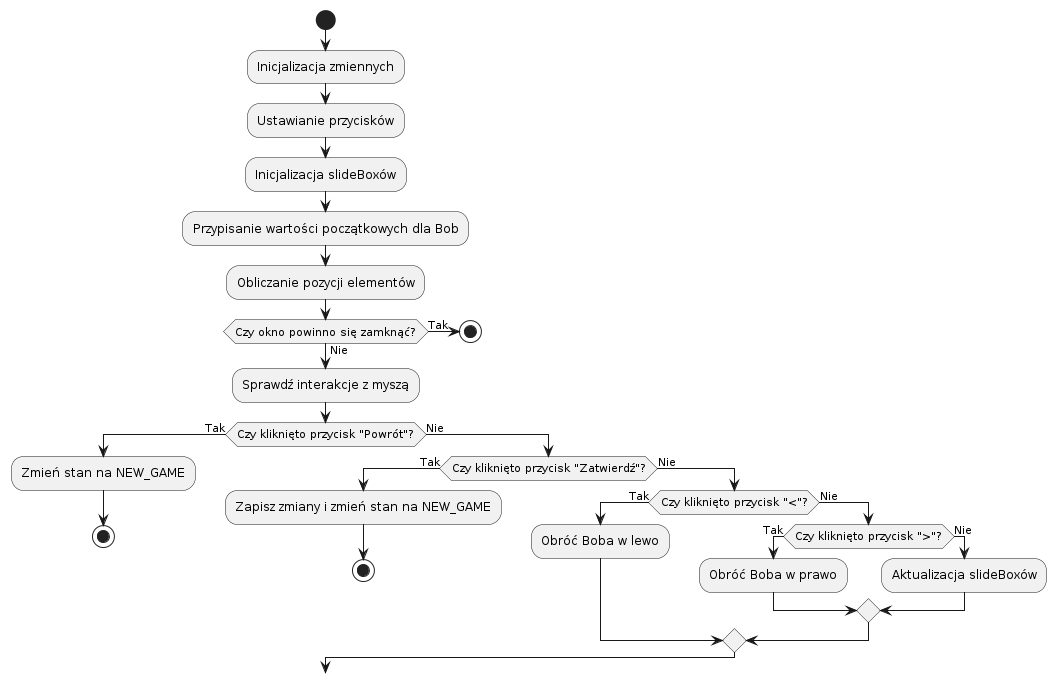 Inicjalizacja zmiennych
Ustawianie przycisków
Inicjalizacja slideBoxów
Przypisanie wartości początkowych dla Bob
Obliczanie pozycji elementów
Czy okno powinno się zamknąć?
Tak
Nie
Sprawdź interakcje z myszą
Tak
Czy kliknięto przycisk "Powrót"?
Nie
Zmień stan na NEW_GAME
Tak
Czy kliknięto przycisk "Zatwierdź"?
Nie
Zapisz zmiany i zmień stan na NEW_GAME
Tak
Czy kliknięto przycisk "<"?
Nie
Obróć Boba w lewo
Tak
Czy kliknięto przycisk ">"?
Nie
Obróć Boba w prawo
Aktualizacja slideBoxów